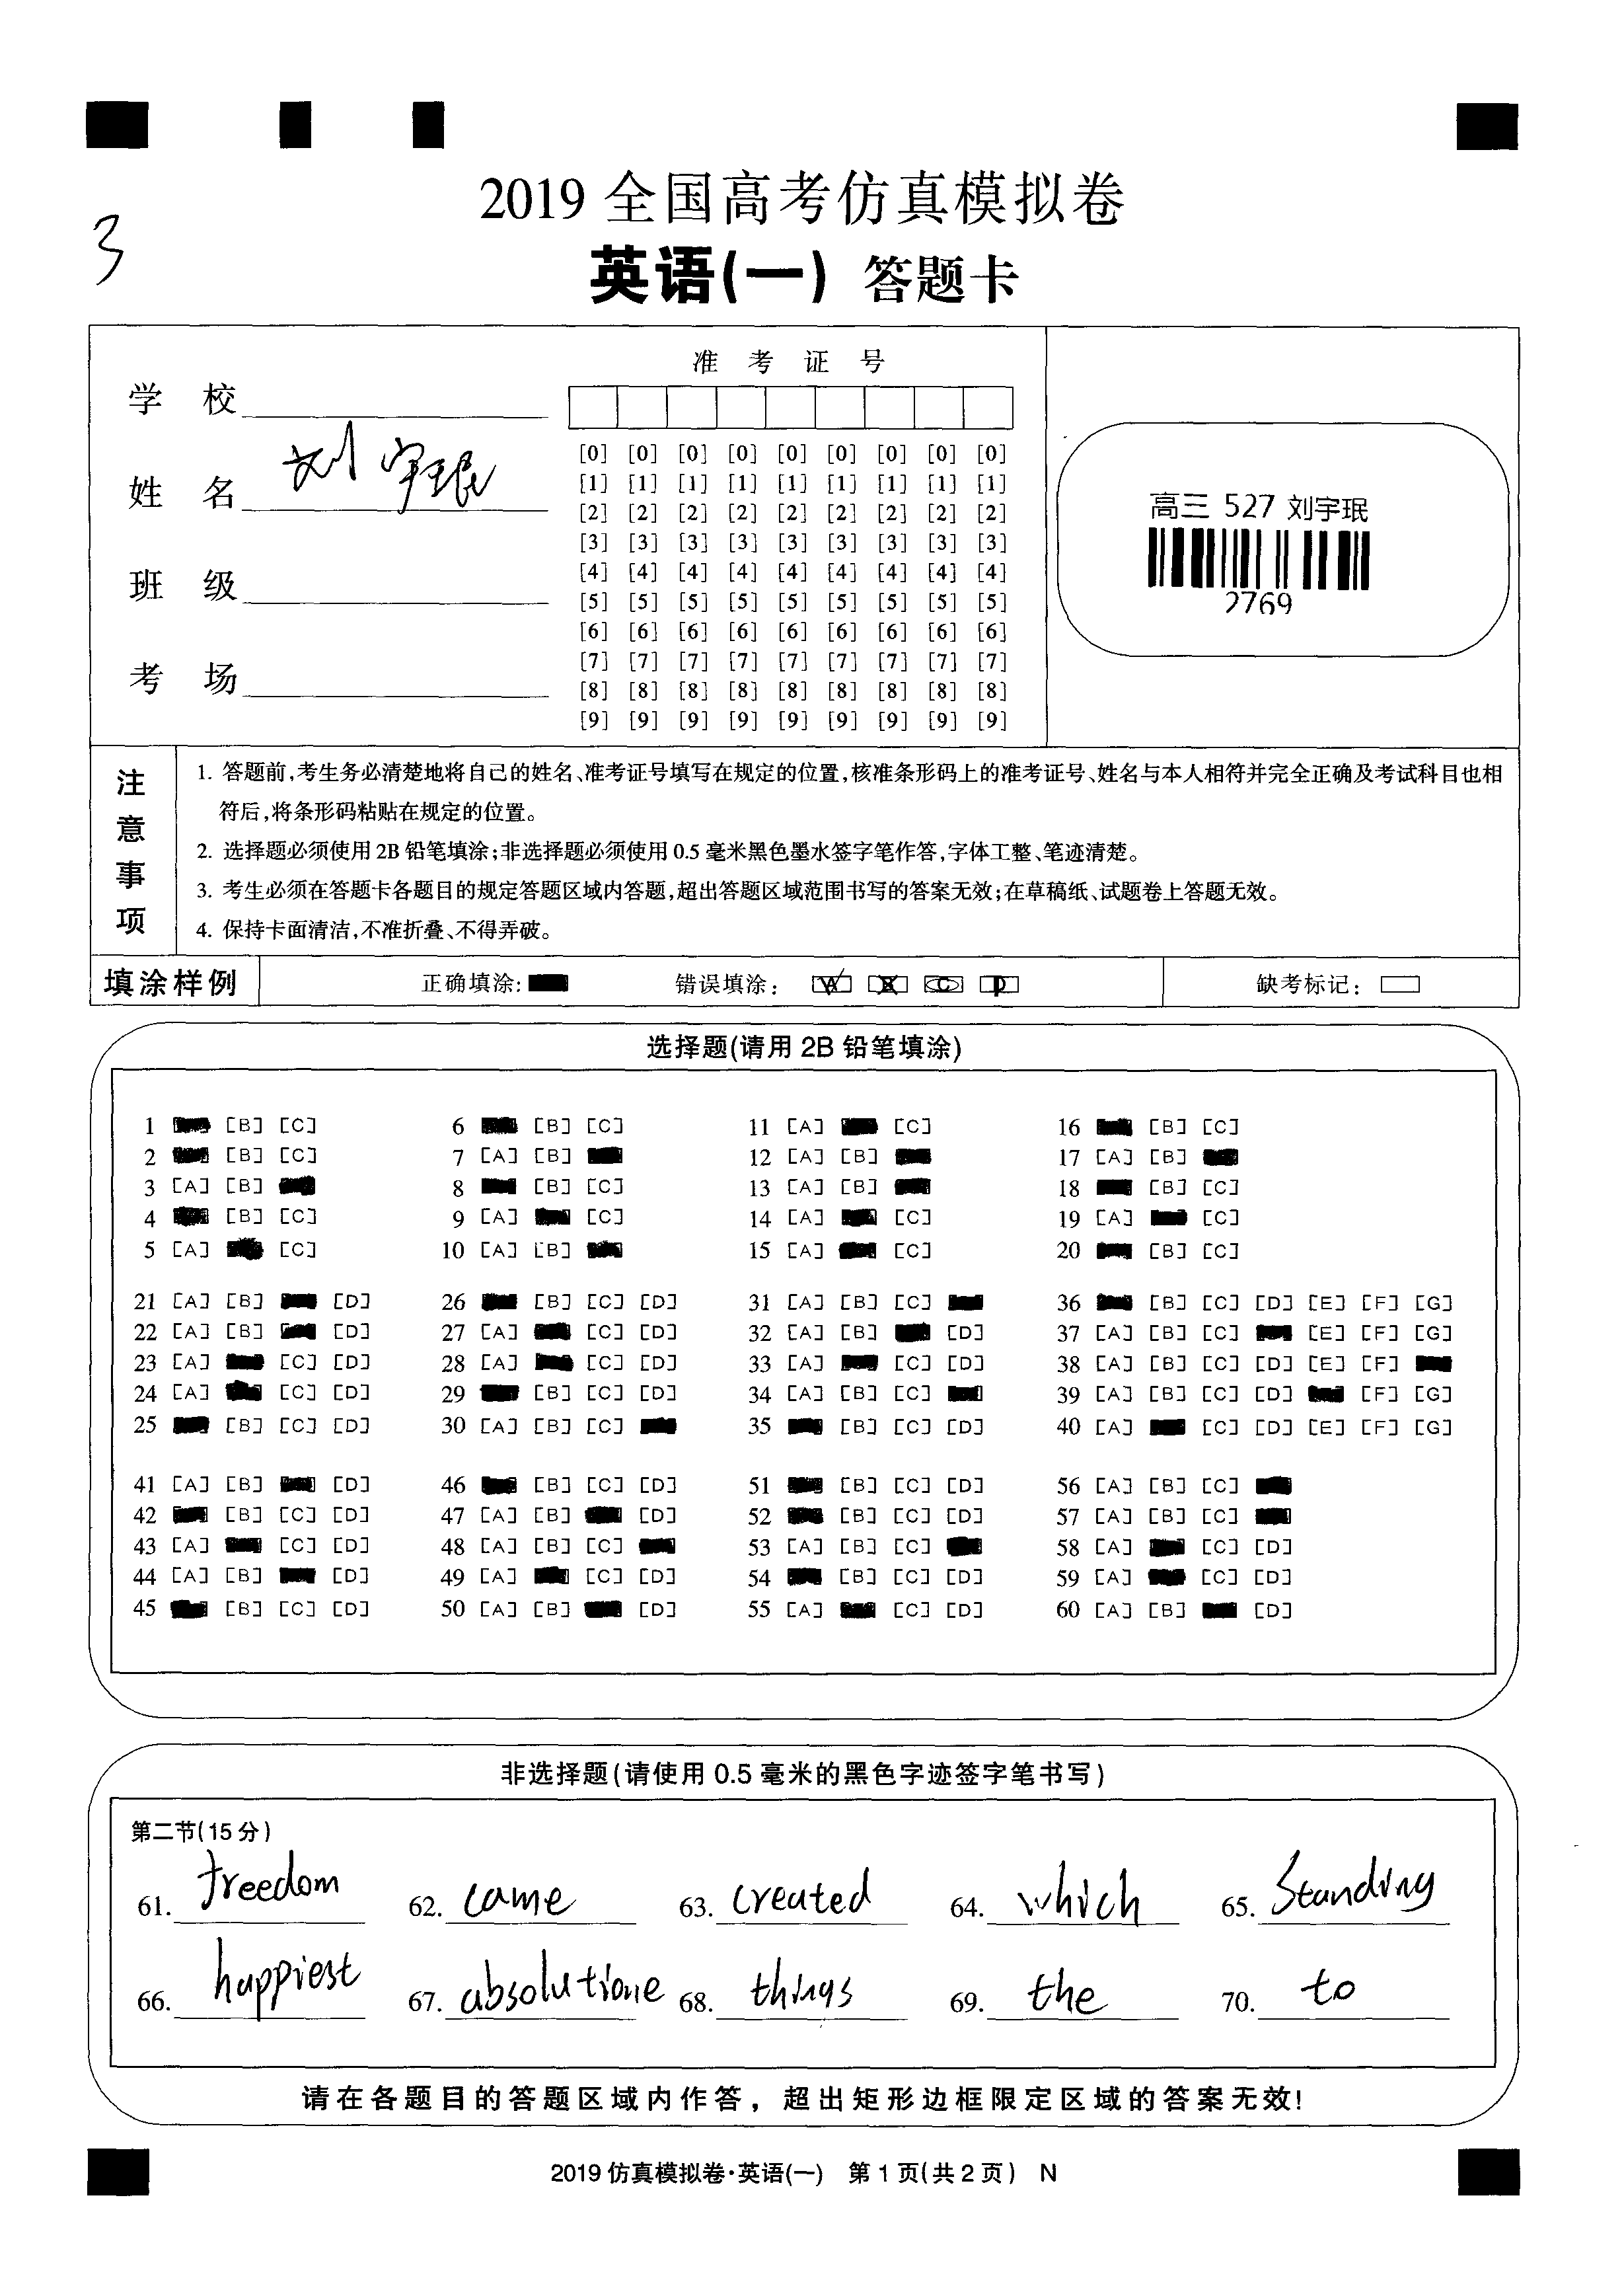 2019 全国高考仿真模拟卷
3
英语(一) 答题卡
准 考 证 号
学 校
姓 名 刘宇珉
班 级
考 场
[0] [0] [0] [0] [0] [0] [0] [0] [0]
[1] [1] [1] [1] [1] [1] [1] [1] [1]
[2] [2] [2] [2] [2] [2] [2] [2] [2]
[3] [3] [3] [3] [3] [3] [3] [3] [3]
[4] [4] [4] [4] [4] [4] [4] [4] [4]
[5] [5] [5] [5] [5] [5] [5] [5] [5]
[6] [6] [6] [6] [6] [6] [6] [6] [6]
[7] [7] [7] [7] [7] [7] [7] [7] [7]
[8] [8] [8] [8] [8] [8] [8] [8] [8]
[9] [9] [9] [9] [9] [9] [9] [9] [9]
高三 527 刘宇珉
2769
注意事项
1. 答题前,考生务必清楚地将自己的姓名、准考证号填写在规定的位置,核准条形码上的准考证号、姓名与本人相符并完全正确及考试科目也相
符后,将条形码粘贴在规定的位置。
2. 选择题必须使用2B铅笔填涂;非选择题必须使用0.5毫米黑色墨水签字笔作答,字体工整、笔迹清楚。
3. 考生必须在答题卡各题目的规定答题区域内答题,超出答题区域范围书写的答案无效;在草稿纸、试题卷上答题无效。
4. 保持卡面清洁,不准折叠、不得弄破。
填涂样例 正确填涂: 错误填涂: [A] [B] [C] [D] 缺考标记:
选择题(请用2B铅笔填涂)
1 [B] [C] 6 [B] [C] 11 [A] [C] 16 [B] [C]
2 [B] [C] 7 [A] [B] 12 [A] [B] 17 [A] [B]
3 [A] [B] 8 [B] [C] 13 [A] [B] 18 [B] [C]
4 [B] [C] 9 [A] [C] 14 [A] [C] 19 [A] [C]
5 [A] [C] 10 [A] [B] 15 [A] [C] 20 [B] [C]
21 [A] [B] [D] 26 [B] [C] [D] 31 [A] [B] [C] 36 [B] [C] [D] [E] [F] [G]
22 [A] [B] [D] 27 [A] [C] [D] 32 [A] [B] [D] 37 [A] [B] [C] [E] [F] [G]
23 [A] [C] [D] 28 [A] [C] [D] 33 [A] [C] [D] 38 [A] [B] [C] [D] [E] [F]
24 [A] [C] [D] 29 [B] [C] [D] 34 [A] [B] [C] 39 [A] [B] [C] [D] [F] [G]
25 [B] [C] [D] 30 [A] [B] [C] 35 [B] [C] [D] 40 [A] [C] [D] [E] [F] [G]
41 [A] [B] [D] 46 [B] [C] [D] 51 [B] [C] [D] 56 [A] [B] [C]
42 [B] [C] [D] 47 [A] [B] [D] 52 [B] [C] [D] 57 [A] [B] [C]
43 [A] [C] [D] 48 [A] [B] [C] 53 [A] [B] [C] 58 [A] [C] [D]
44 [A] [B] [D] 49 [A] [C] [D] 54 [B] [C] [D] 59 [A] [C] [D]
45 [B] [C] [D] 50 [A] [B] [D] 55 [A] [C] [D] 60 [A] [B] [D]
非选择题(请使用0.5毫米的黑色字迹签字笔书写)
第二节(15分)
61. freedom 62. came 63. created 64. which 65. Standing
66. happiest 67. absolutione 68. things 69. the 70. to
请在各题目的答题区域内作答，超出矩形边框限定区域的答案无效!
2019仿真模拟卷·英语(一) 第1页(共2页) N